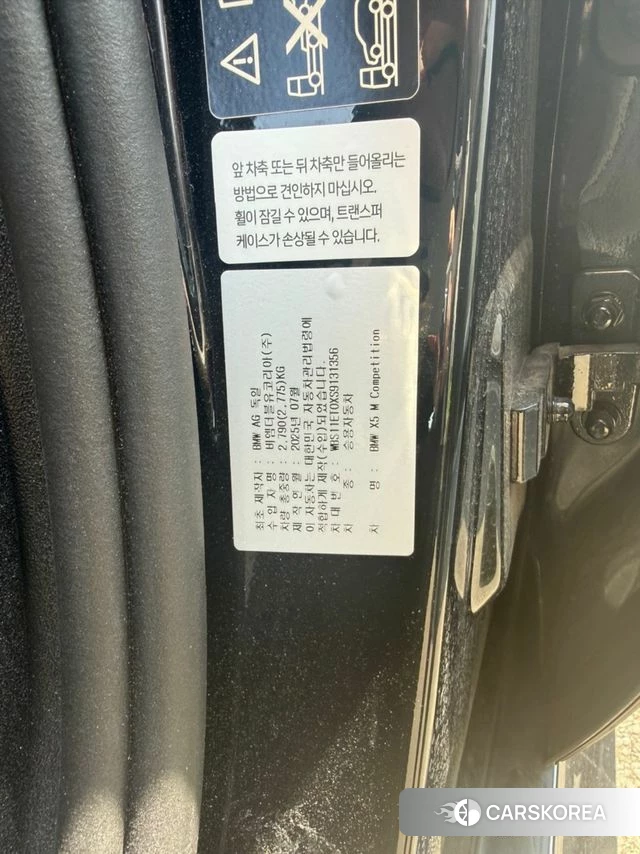 앞 차축 또는 뒤 차축만 들어올리는
방법으로 견인하지 마십시오.
휠이 잠길 수 있으며, 트랜스퍼
케이스가 손상될 수 있습니다.
최초 제작자 : BMW AG 독일
수 입 자 명 : 비엠더블유코리아(주)
차량 총중량 : 2,790(2,775)KG
제 작 연 월 : 2025년 07월
이 자동차는 대한민국 자동차관리법령에
적합하게 제작(수입)되었습니다.
차 대 번 호 : WBS11ET0XS9131356
차 종 : 승용자동차
차 명 : BMW X5 M Competition
CARSKOREA